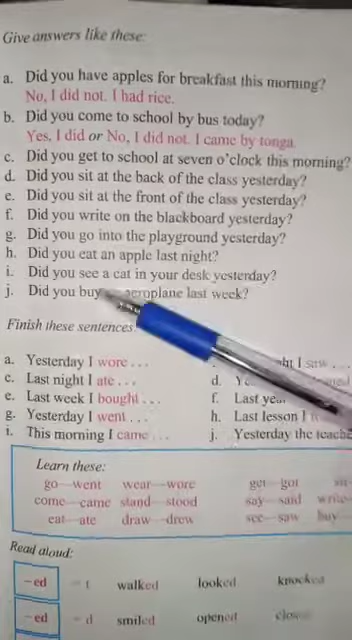 Give answers like these:
a. Did you have apples for breakfast this morning?
No, I did not. I had rice.
b. Did you come to school by bus today?
Yes, I did or No, I did not. I came by tonga.
c. Did you get to school at seven o'clock this morning?
d. Did you sit at the back of the class yesterday?
e. Did you sit at the front of the class yesterday?
f. Did you write on the blackboard yesterday?
g. Did you go into the playground yesterday?
h. Did you eat an apple last night?
i. Did you see a cat in your desk yesterday?
j. Did you buy aeroplane last week?
Finish these sentences
a. Yesterday I wore . . . I saw . . .
c. Last night I ate . . . d.
e. Last week I bought . . . f. Last year
g. Yesterday I went . . . h. Last lesson I
i. This morning I came . . . j. Yesterday the
Learn these:
go—went wear—wore get—got
come—came stand—stood say—said
eat—ate draw—drew see—saw buy—
Read aloud:
–ed = t walked looked knocked
–ed = d smiled opened